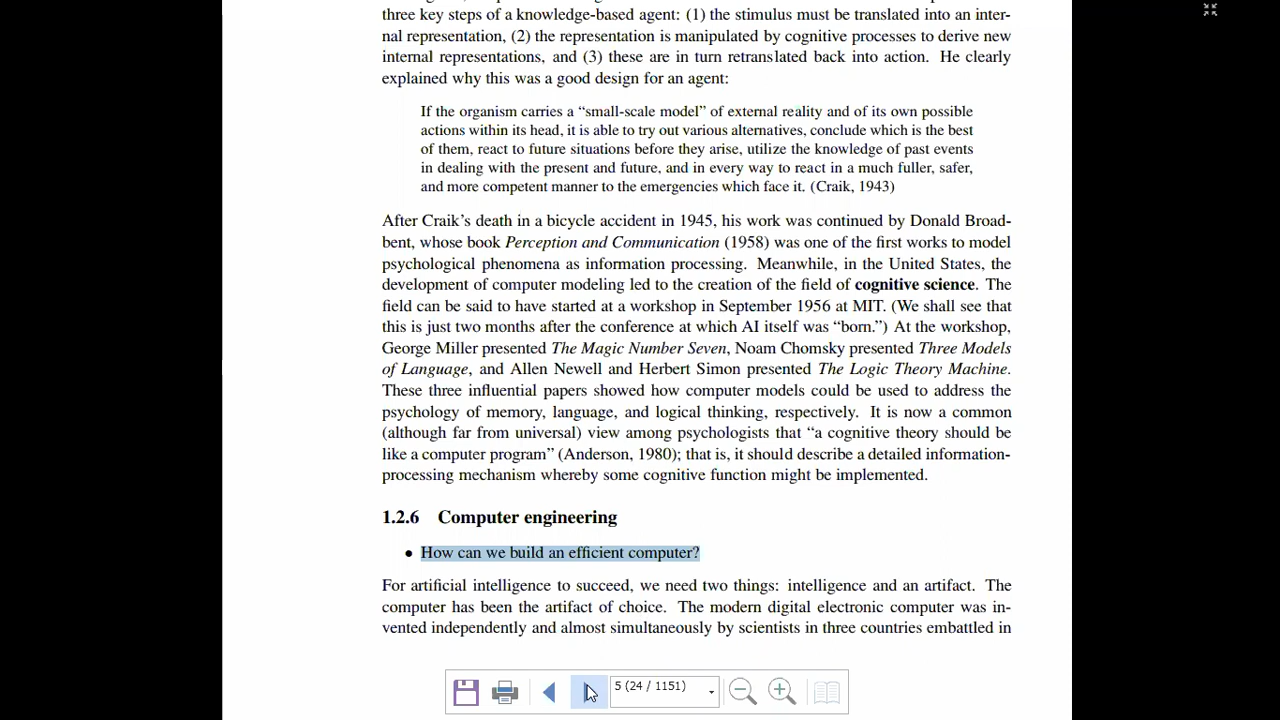 three key steps of a knowledge-based agent: (1) the stimulus must be translated into an inter-
nal representation, (2) the representation is manipulated by cognitive processes to derive new
internal representations, and (3) these are in turn retranslated back into action. He clearly
explained why this was a good design for an agent:
If the organism carries a “small-scale model” of external reality and of its own possible
actions within its head, it is able to try out various alternatives, conclude which is the best
of them, react to future situations before they arise, utilize the knowledge of past events
in dealing with the present and future, and in every way to react in a much fuller, safer,
and more competent manner to the emergencies which face it. (Craik, 1943)
After Craik’s death in a bicycle accident in 1945, his work was continued by Donald Broad-
bent, whose book Perception and Communication (1958) was one of the first works to model
psychological phenomena as information processing. Meanwhile, in the United States, the
development of computer modeling led to the creation of the field of cognitive science. The
field can be said to have started at a workshop in September 1956 at MIT. (We shall see that
this is just two months after the conference at which AI itself was “born.”) At the workshop,
George Miller presented The Magic Number Seven, Noam Chomsky presented Three Models
of Language, and Allen Newell and Herbert Simon presented The Logic Theory Machine.
These three influential papers showed how computer models could be used to address the
psychology of memory, language, and logical thinking, respectively. It is now a common
(although far from universal) view among psychologists that “a cognitive theory should be
like a computer program” (Anderson, 1980); that is, it should describe a detailed information-
processing mechanism whereby some cognitive function might be implemented.
1.2.6 Computer engineering
• How can we build an efficient computer?
For artificial intelligence to succeed, we need two things: intelligence and an artifact. The
computer has been the artifact of choice. The modern digital electronic computer was in-
vented independently and almost simultaneously by scientists in three countries embattled in
5 (24 / 1151)